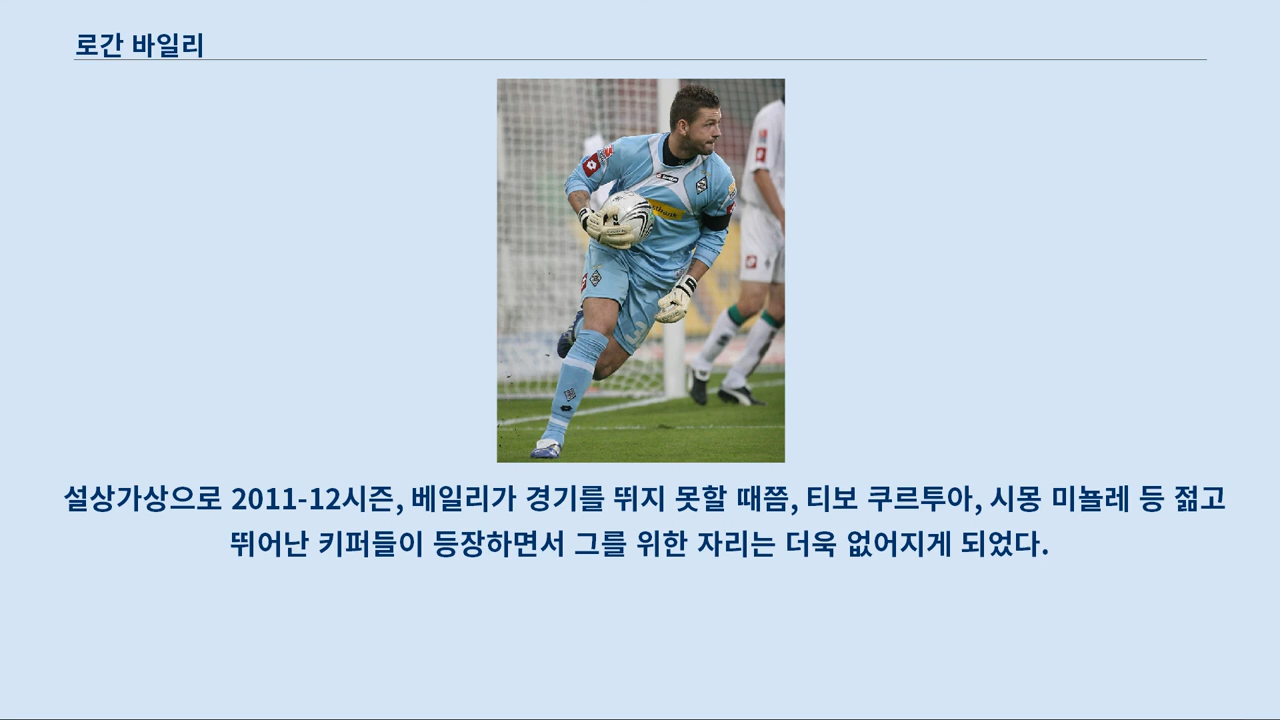 로간 바일리
설상가상으로 2011-12시즌, 베일리가 경기를 뛰지 못할 때쯤, 티보 쿠르투아, 시몽 미뇰레 등 젊고
뛰어난 키퍼들이 등장하면서 그를 위한 자리는 더욱 없어지게 되었다.